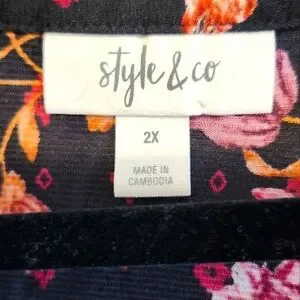 style & co
2X
MADE IN
CAMBODIA